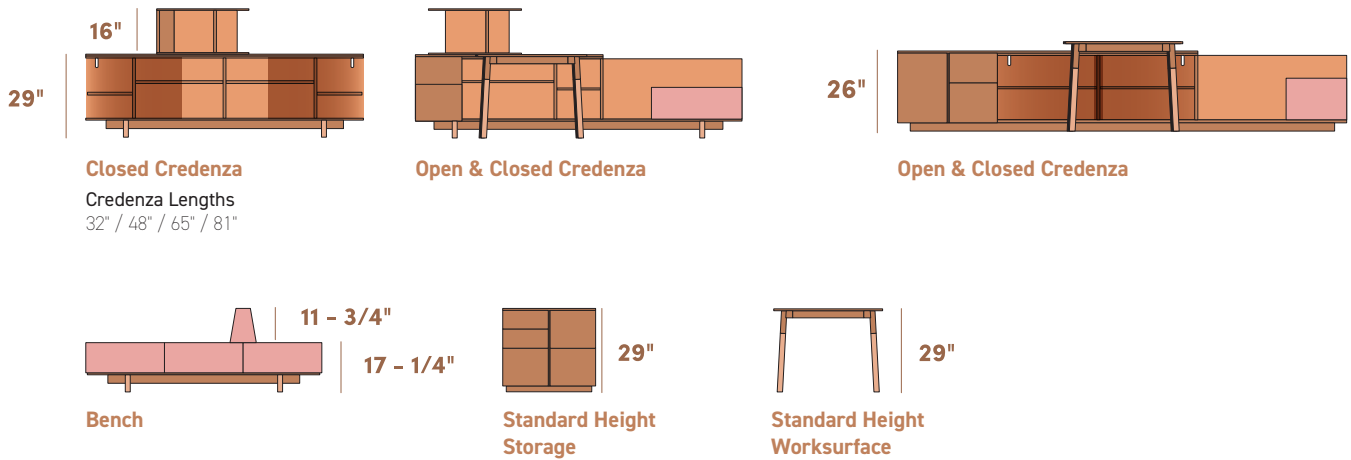 16"
29"
26"
Closed Credenza
Open & Closed Credenza
Open & Closed Credenza
Credenza Lengths
32" / 48" / 65" / 81"
11 – 3/4"
17 – 1/4"
29"
29"
Bench
Standard Height
Storage
Standard Height
Worksurface